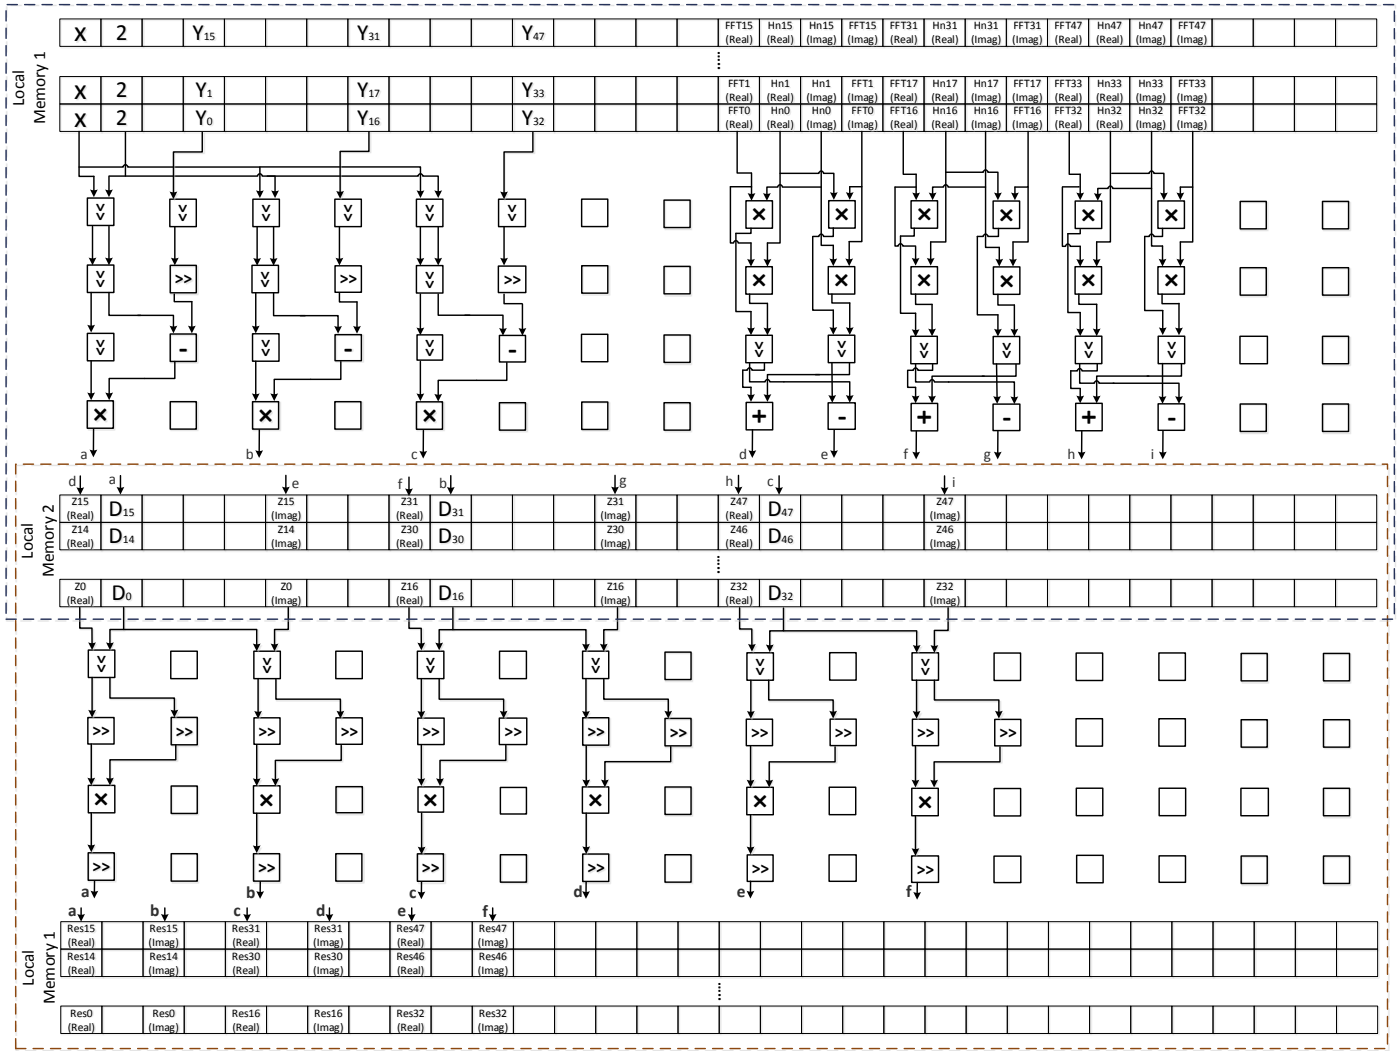 Local
Memory 1
X 2 Y15 Y31 Y47 FFT15 (Real) Hn15 (Real) Hn15 (Imag) FFT15 (Imag) FFT31 (Real) Hn31 (Real) Hn31 (Imag) FFT31 (Imag) FFT47 (Real) Hn47 (Real) Hn47 (Imag) FFT47 (Imag)
X 2 Y1 Y17 Y33 FFT1 (Real) Hn1 (Real) Hn1 (Imag) FFT1 (Imag) FFT17 (Real) Hn17 (Real) Hn17 (Imag) FFT17 (Imag) FFT33 (Real) Hn33 (Real) Hn33 (Imag) FFT33 (Imag)
X 2 Y0 Y16 Y32 FFT0 (Real) Hn0 (Real) Hn0 (Imag) FFT0 (Imag) FFT16 (Real) Hn16 (Real) Hn16 (Imag) FFT16 (Imag) FFT32 (Real) Hn32 (Real) Hn32 (Imag) FFT32 (Imag)
>> >> >> >> >> >> × × × × × ×
>> >> >> >> >> >> × × × × × ×
>> - >> - >> - >> >> >> >> >> >>
× × × + - + - + -
a b c d e f g h i
d a e f b g h c i
Local
Memory 2
Z15 (Real) D15 Z15 (Imag) Z31 (Real) D31 Z31 (Imag) Z47 (Real) D47 Z47 (Imag)
Z14 (Real) D14 Z14 (Imag) Z30 (Real) D30 Z30 (Imag) Z46 (Real) D46 Z46 (Imag)
Z0 (Real) D0 Z0 (Imag) Z16 (Real) D16 Z16 (Imag) Z32 (Real) D32 Z32 (Imag)
>> >> >> >> >> >>
>> >> >> >> >> >> >> >> >> >> >> >>
× × × × × ×
>> >> >> >> >> >>
a b c d e f
a b c d e f
Local
Memory 1
Res15 (Real) Res15 (Imag) Res31 (Real) Res31 (Imag) Res47 (Real) Res47 (Imag)
Res14 (Real) Res14 (Imag) Res30 (Real) Res30 (Imag) Res46 (Real) Res46 (Imag)
Res0 (Real) Res0 (Imag) Res16 (Real) Res16 (Imag) Res32 (Real) Res32 (Imag)